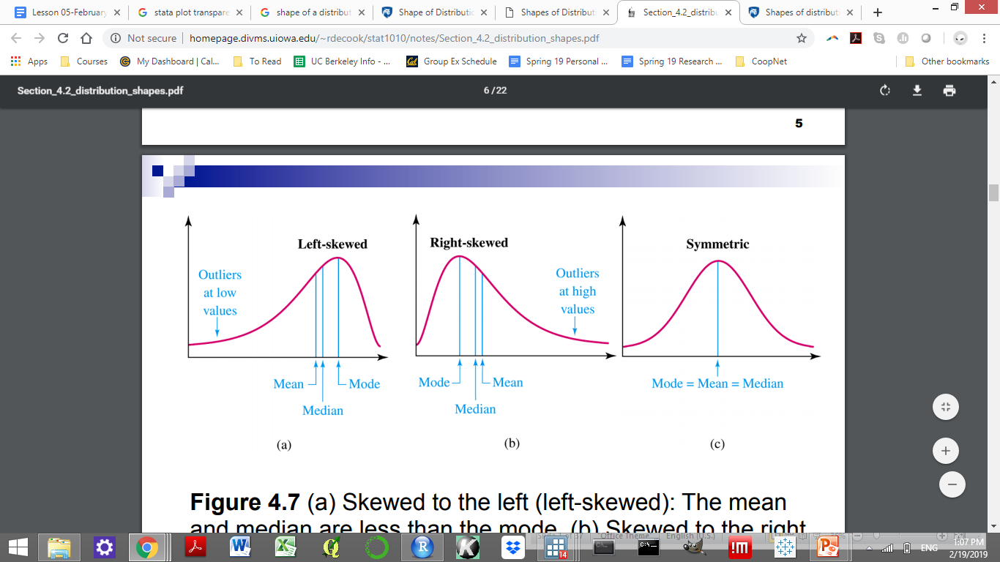 Lesson 05-February
stata plot transpare
shape of a distribut
Shape of Distributic
Shapes of Distribut
Section_4.2_distrib
Shapes of distribut
Not secure | homepage.divms.uiowa.edu/~rdecook/stat1010/notes/Section_4.2_distribution_shapes.pdf
Apps
Courses
My Dashboard | Cal...
To Read
UC Berkeley Info - ...
Group Ex Schedule
Spring 19 Personal ...
Spring 19 Research ...
CoopNet
Other bookmarks
Section_4.2_distribution_shapes.pdf
6 / 22
5
Left-skewed
Outliers
at low
values
Mean
Mode
Median
(a)
Right-skewed
Outliers
at high
values
Mode
Mean
Median
(b)
Symmetric
Mode = Mean = Median
(c)
Figure 4.7 (a) Skewed to the left (left-skewed): The mean
and median are less than the mode. (b) Skewed to the right
of 37
Office Theme
English (U.S.)
14
ENG
1:07 PM
2/19/2019